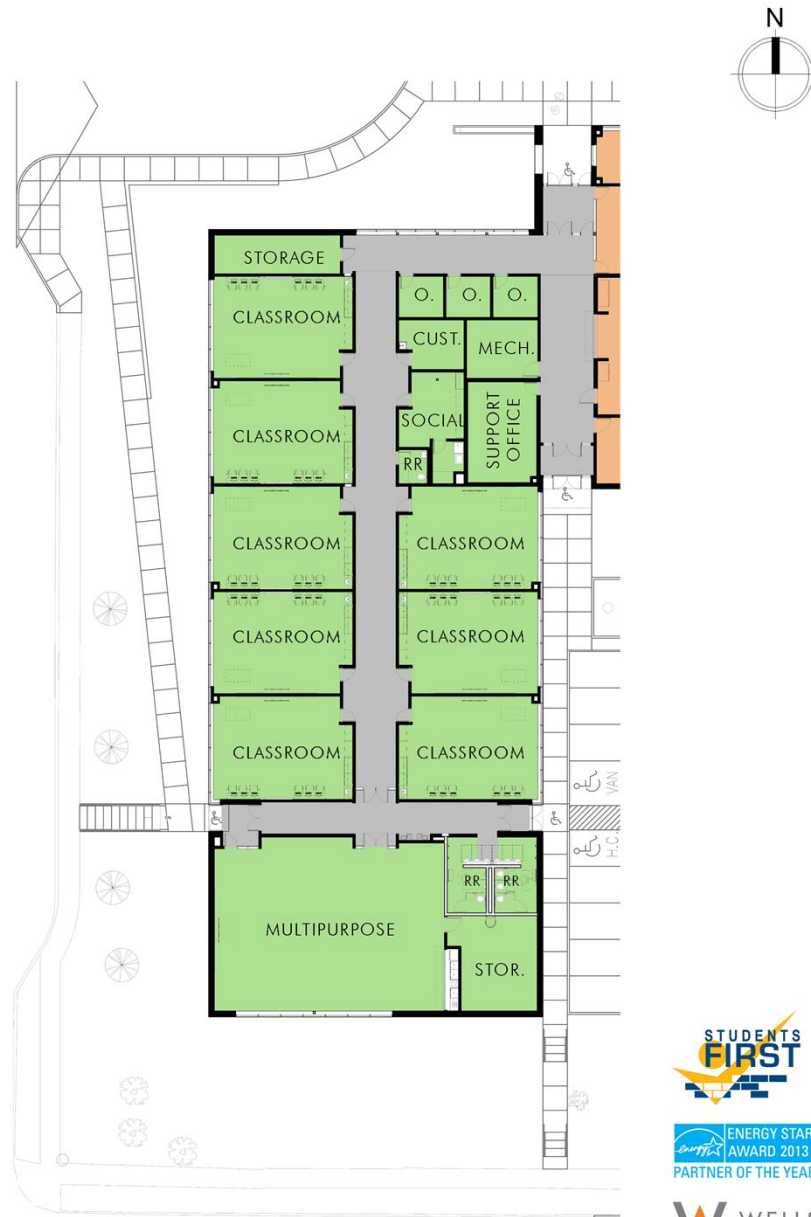 N
STORAGE
O. O. O.
CLASSROOM
CUST.
MECH.
CLASSROOM
SOCIAL
SUPPORT
OFFICE
RR
CLASSROOM CLASSROOM
CLASSROOM CLASSROOM
CLASSROOM CLASSROOM
VAN
H.C.
RR RR
MULTIPURPOSE
STOR.
STUDENTS
FIRST
energy ENERGY STAR
AWARD 2013
PARTNER OF THE YEAR